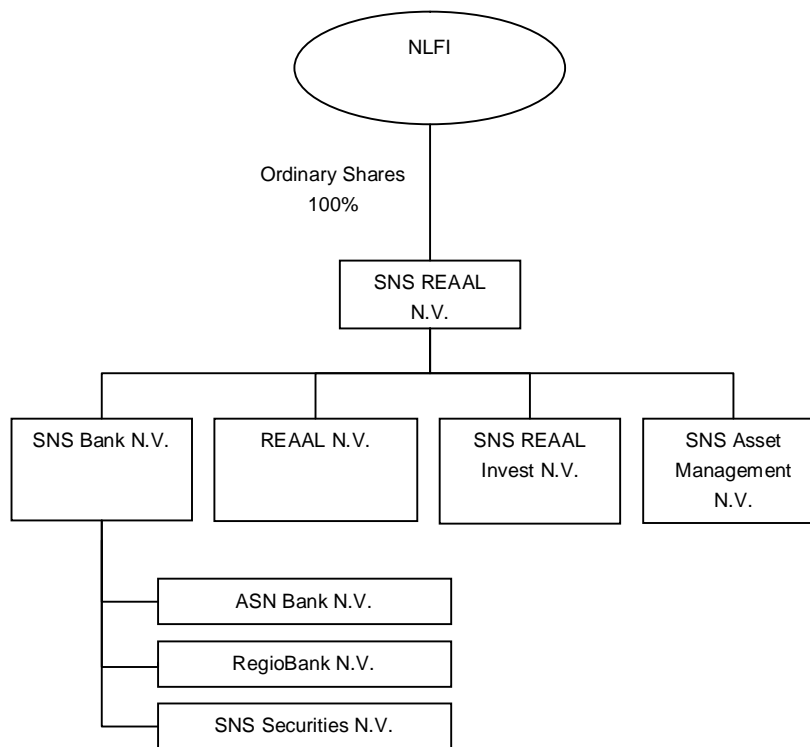 NLFI
Ordinary Shares
100%
SNS REAAL
N.V.
SNS Bank N.V.
REAAL N.V.
SNS REAAL
Invest N.V.
SNS Asset
Management
N.V.
ASN Bank N.V.
RegioBank N.V.
SNS Securities N.V.